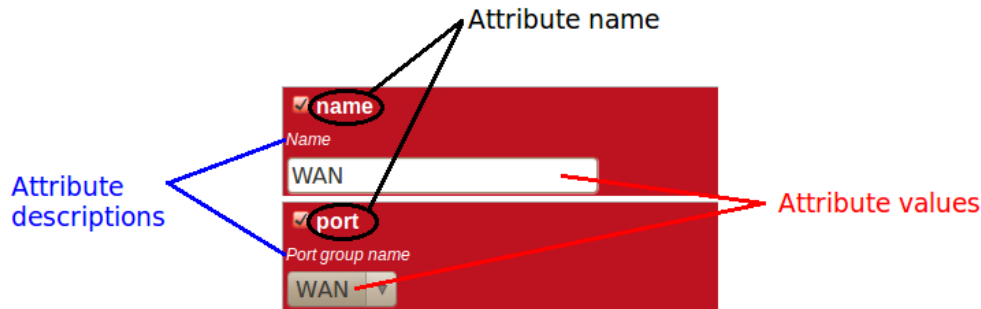 Attribute name
name
Name
WAN
Attribute
descriptions
Attribute values
port
Port group name
WAN